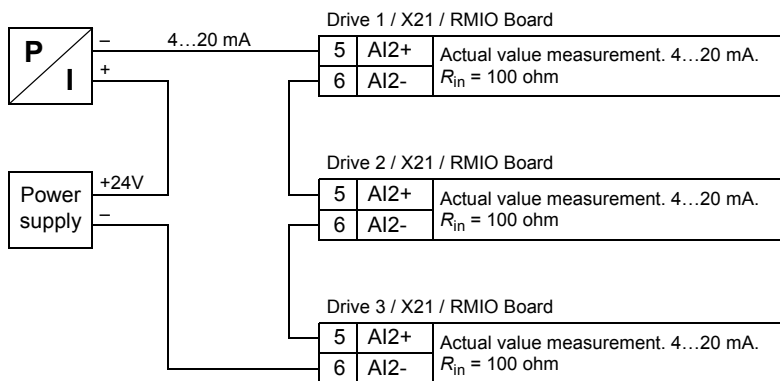 Drive 1 / X21 / RMIO Board
P
I
–
+
4…20 mA
5 AI2+
6 AI2-
Actual value measurement. 4…20 mA.
Rin = 100 ohm
Drive 2 / X21 / RMIO Board
Power
supply
+24V
–
5 AI2+
6 AI2-
Actual value measurement. 4…20 mA.
Rin = 100 ohm
Drive 3 / X21 / RMIO Board
5 AI2+
6 AI2-
Actual value measurement. 4…20 mA.
Rin = 100 ohm